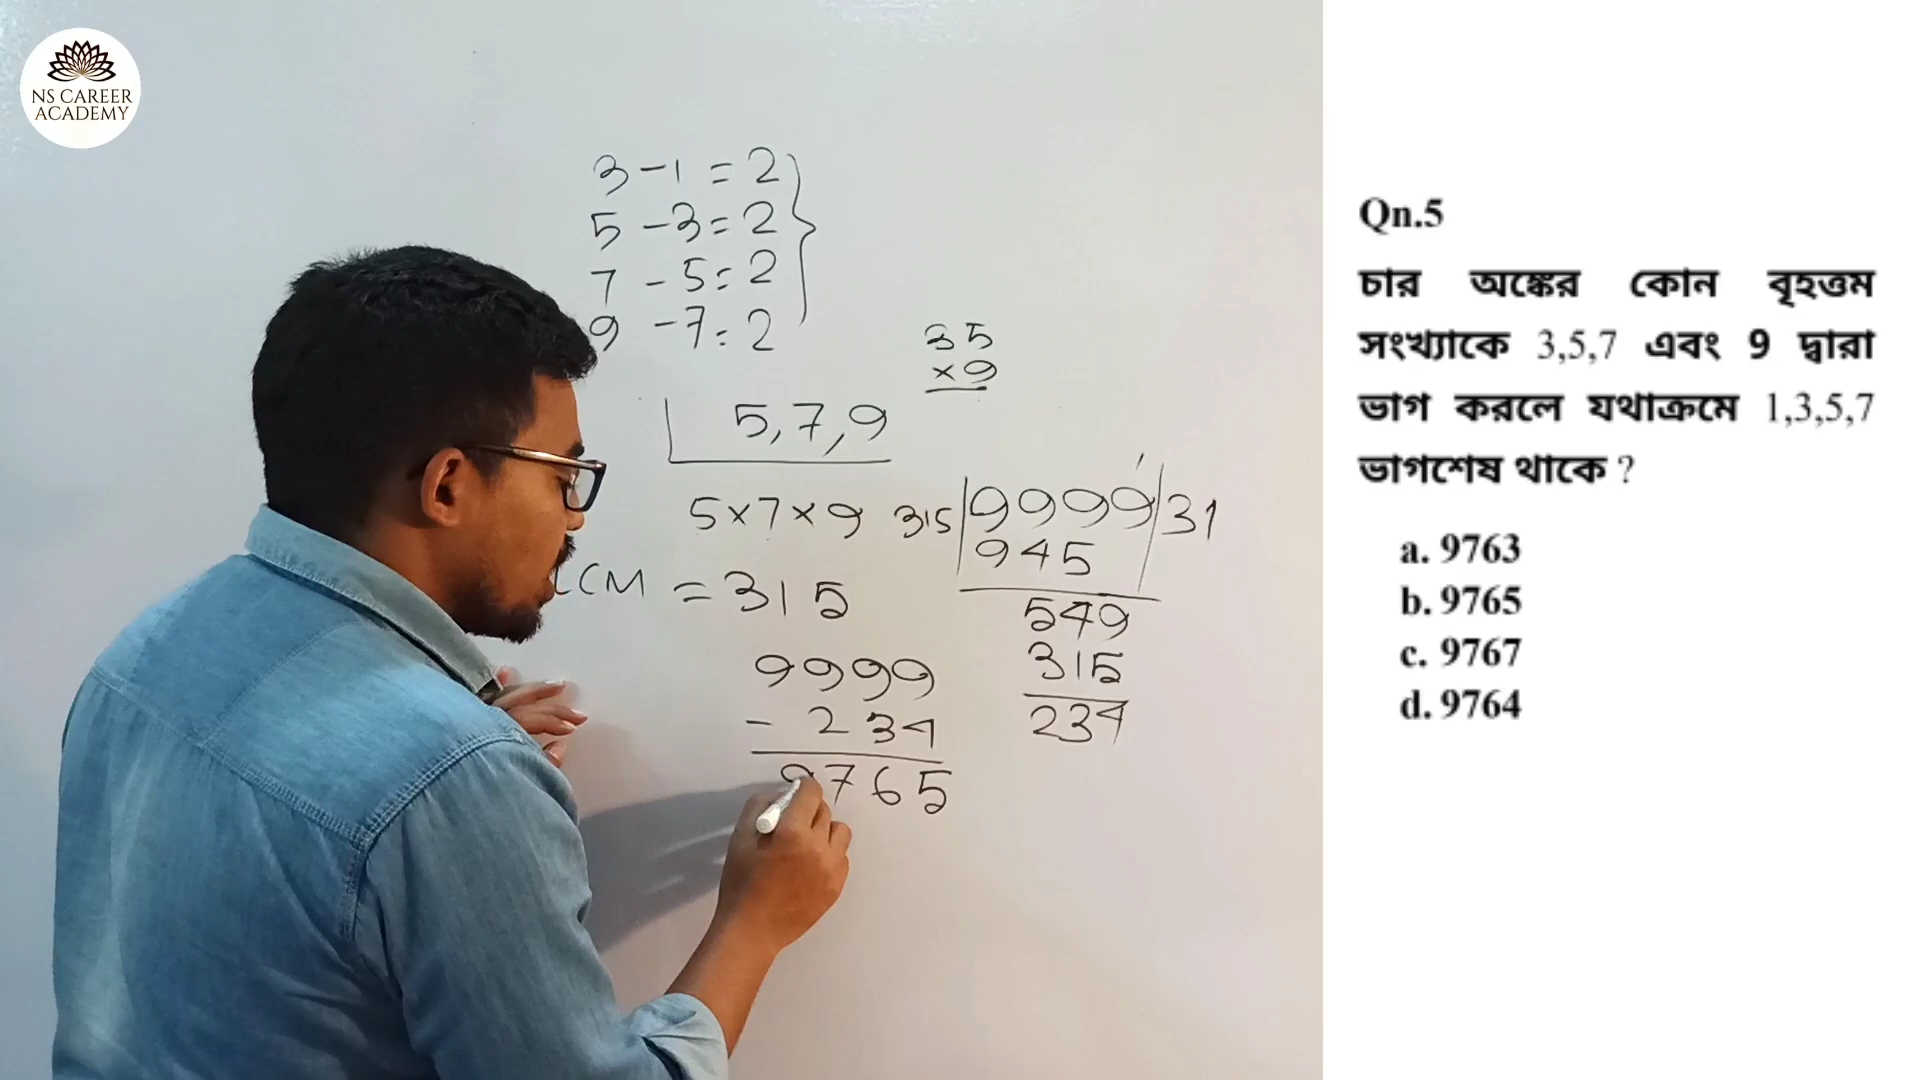 NS CAREER
ACADEMY
3 - 1 = 2
5 - 3 = 2
7 - 5 = 2
9 - 7 = 2
35
×9
5,7,9
5×7×9
LCM = 315
315 9999 31
945
549
315
234
9999
- 234
9765
Qn.5
চার অঙ্কের কোন বৃহত্তম
সংখ্যাকে 3,5,7 এবং 9 দ্বারা
ভাগ করলে যথাক্রমে 1,3,5,7
ভাগশেষ থাকে ?
a. 9763
b. 9765
c. 9767
d. 9764